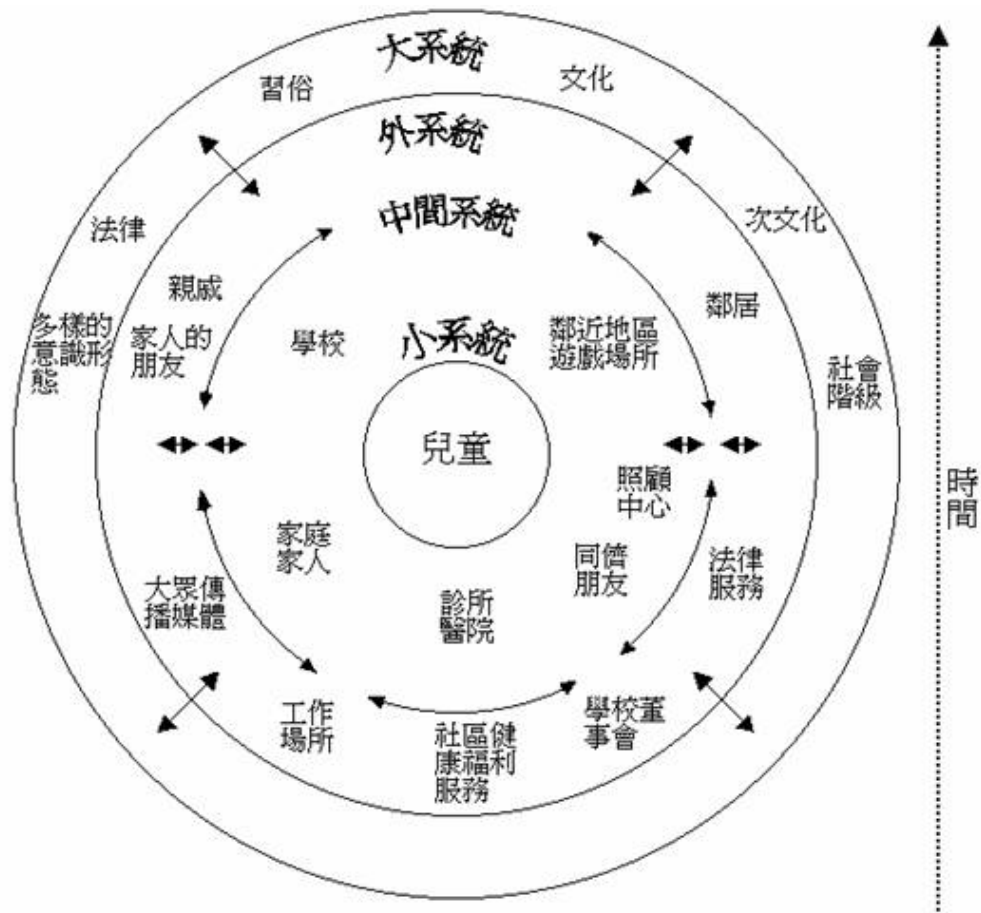 大系統
習俗
文化
外系統
中間系統
法律
次文化
親戚
鄰居
多樣的
意識形
態
家人的
朋友
學校
小系統
鄰近地區
遊戲場所
社會
階級
兒童
照顧
中心
時
間
家庭
家人
同儕
朋友
法律
服務
大眾傳
播媒體
診所
醫院
工作
場所
社區健
康福利
服務
學校董
事會